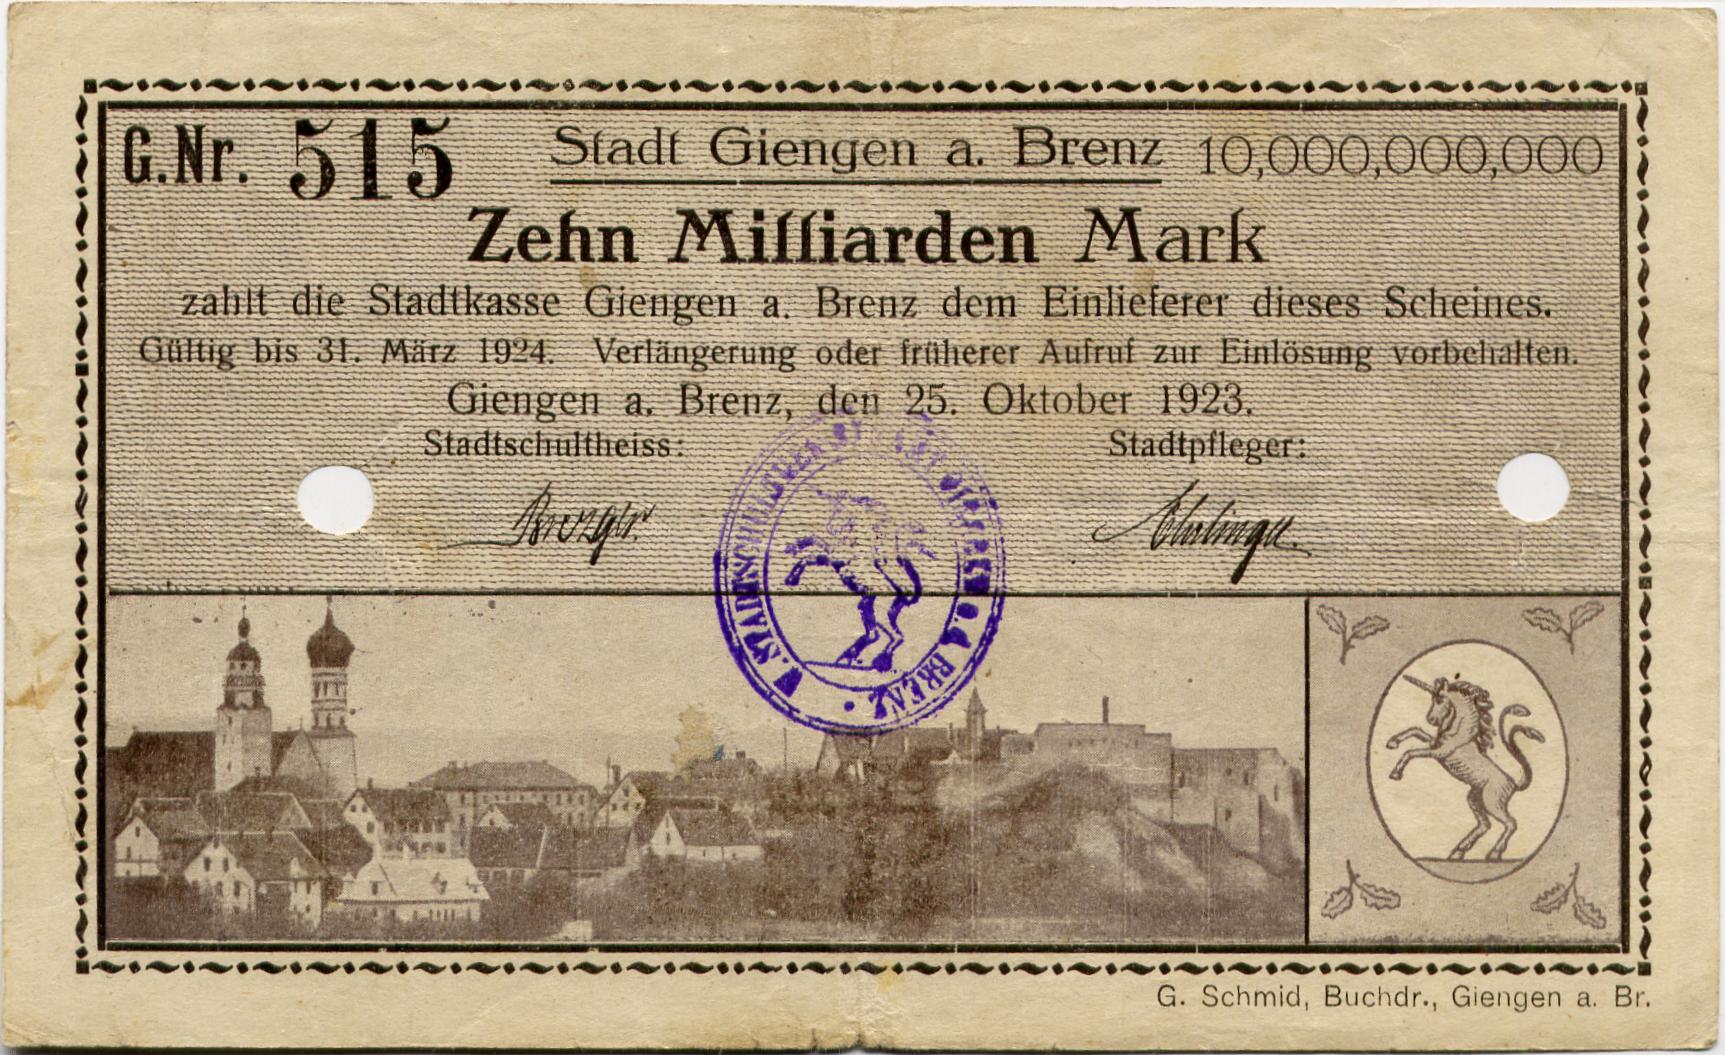 G.Nr. 515 Stadt Giengen a. Brenz 10,000,000,000
Zehn Milliarden Mark
zahlt die Stadtkasse Giengen a. Brenz dem Einlieferer dieses Scheines.
Gültig bis 31. März 1924. Verlängerung oder früherer Aufruf zur Einlösung vorbehalten.
Giengen a. Brenz, den 25. Oktober 1923.
Stadtschultheiss: Stadtpfleger:
BRENZ
G. Schmid, Buchdr., Giengen a. Br.